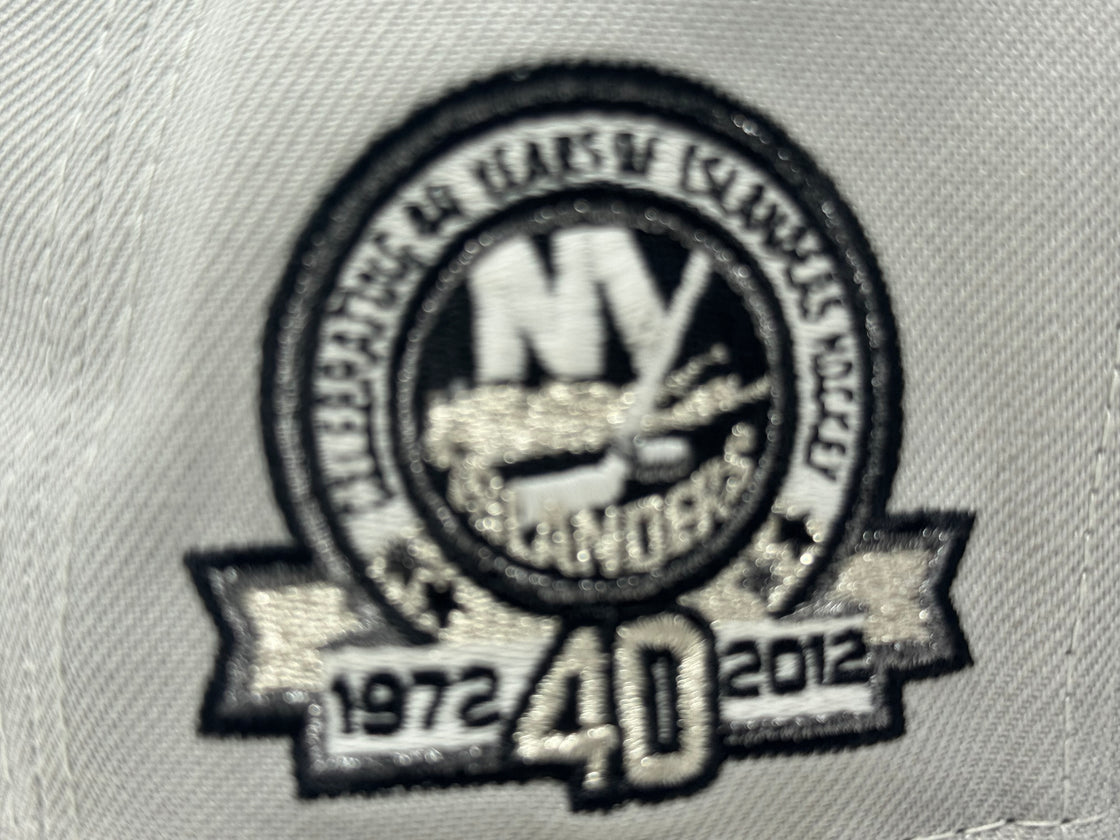 CELEBRATING 40 YEARS OF ISLANDERS HOCKEY
NY
ISLANDERS
1972 40 2012